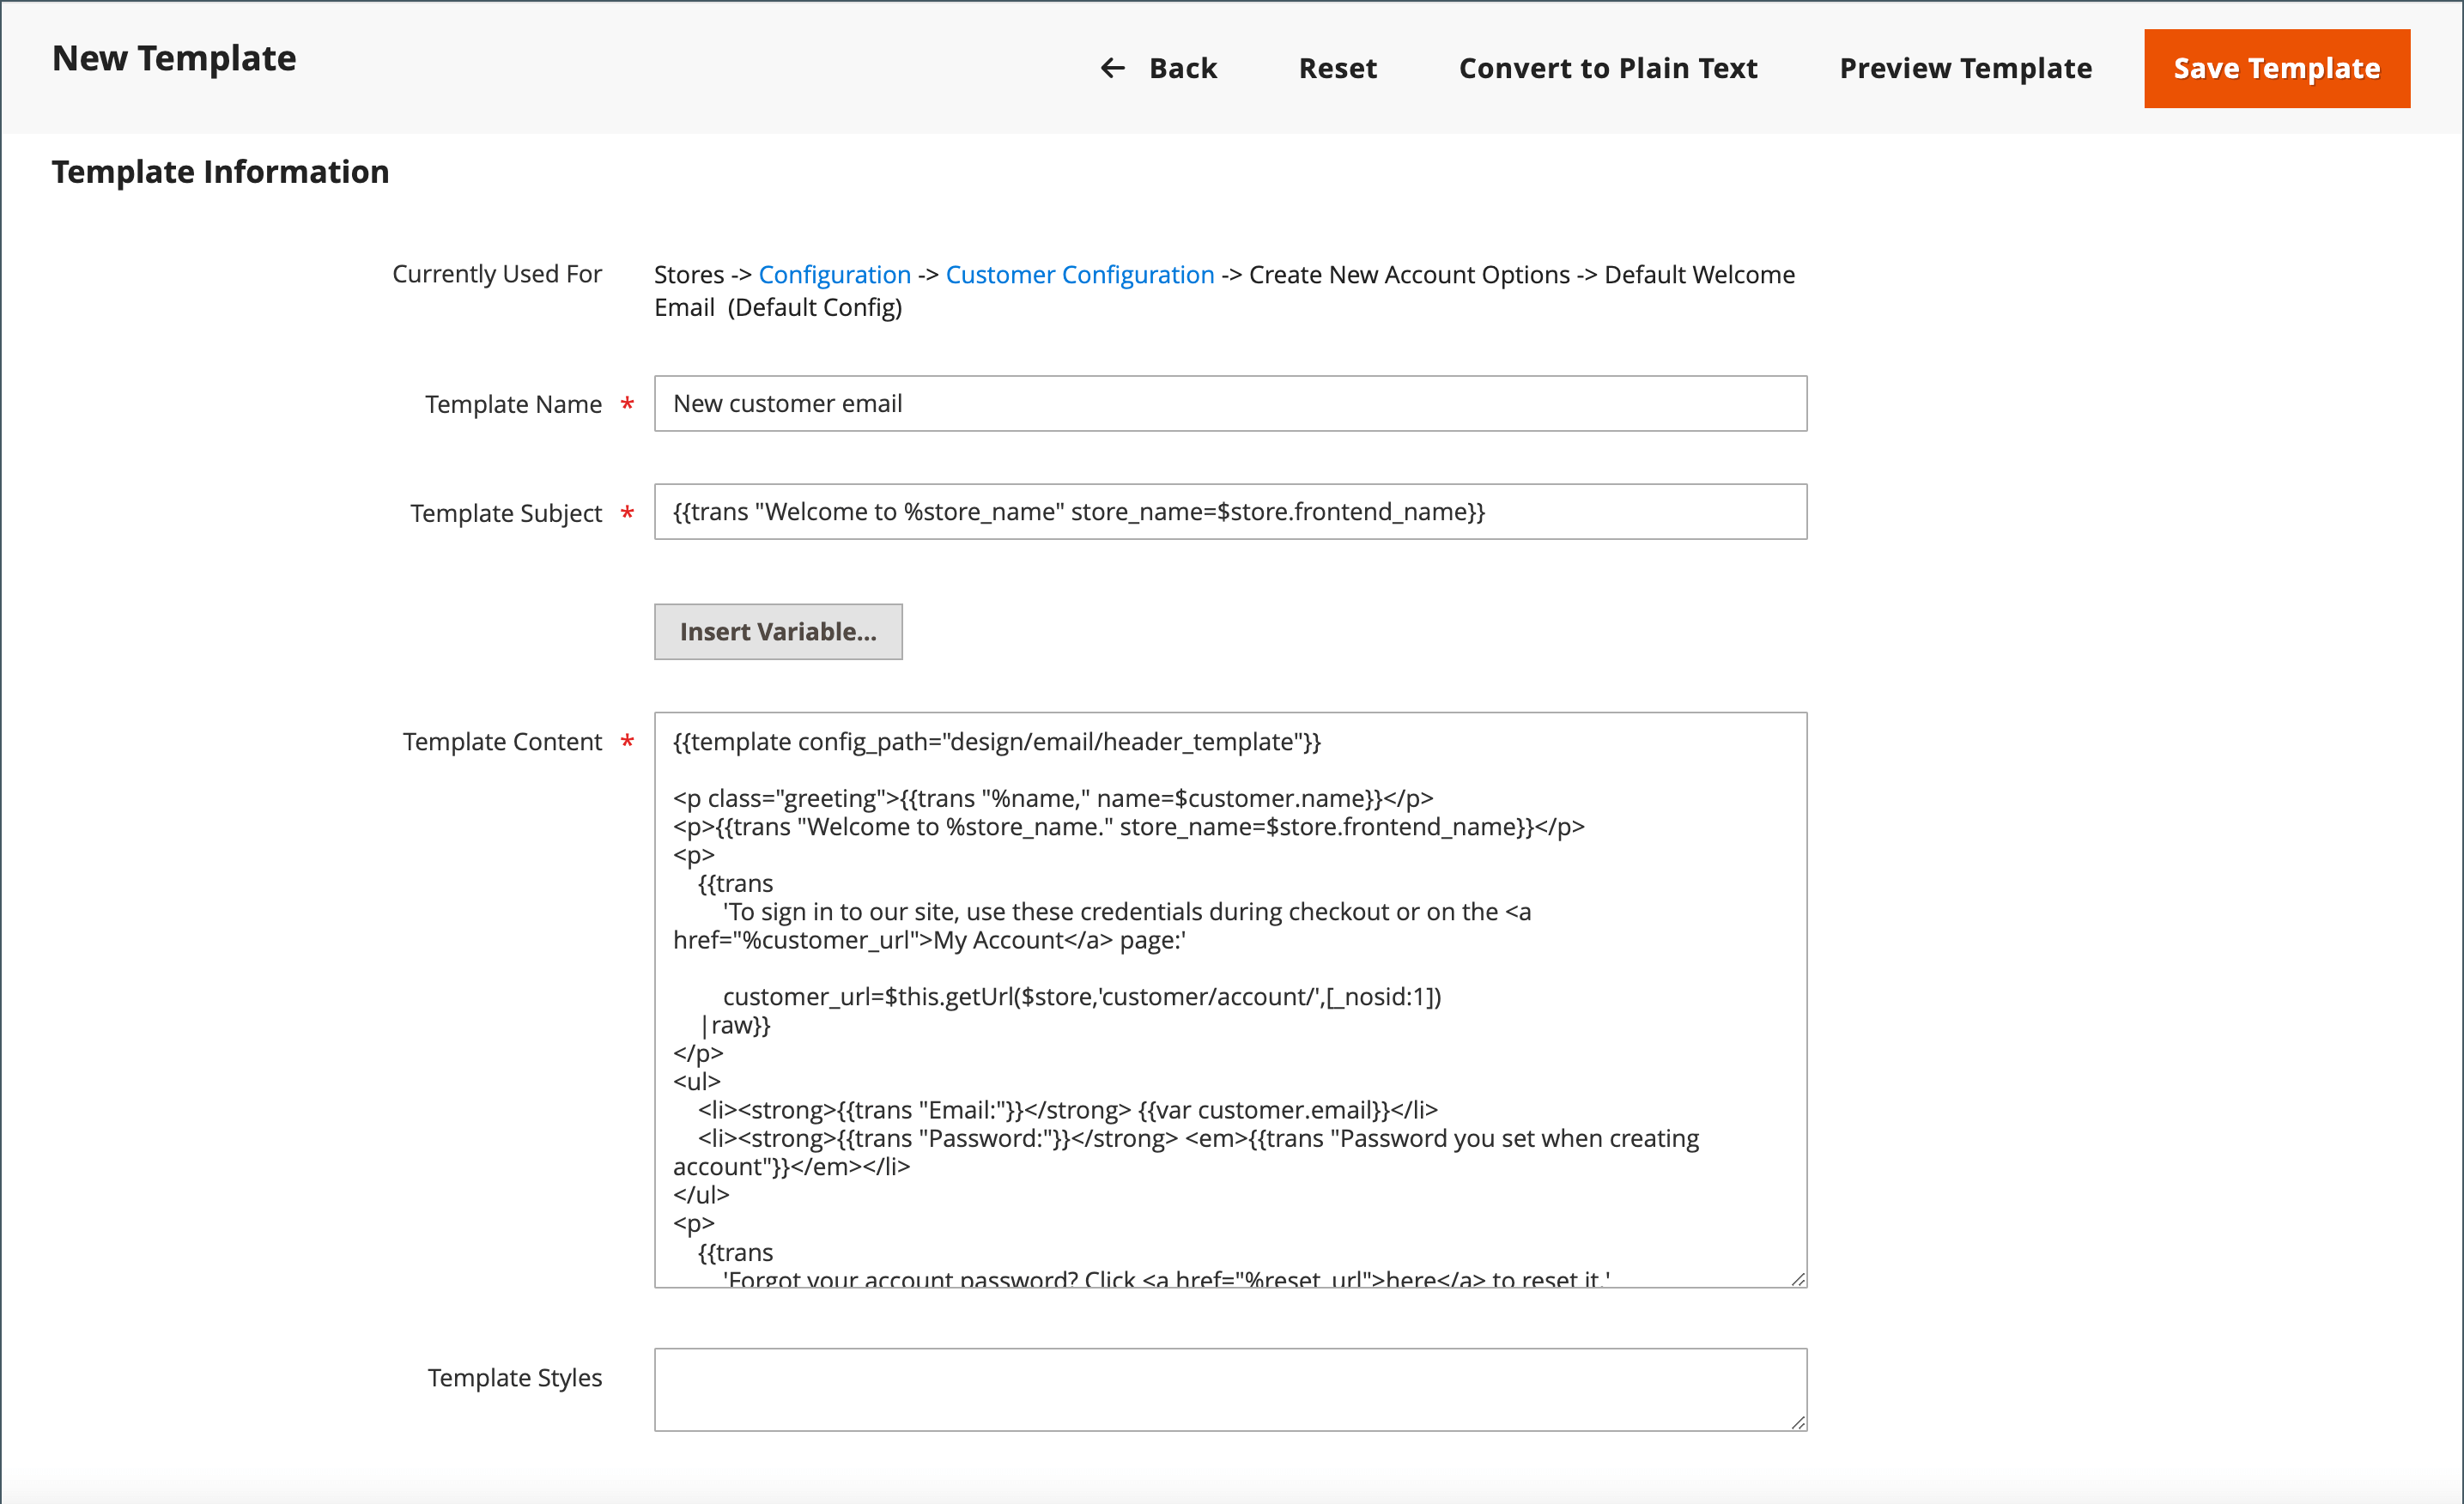 New Template
← Back Reset Convert to Plain Text Preview Template Save Template
Template Information
Currently Used For Stores -> Configuration -> Customer Configuration -> Create New Account Options -> Default Welcome
Email  (Default Config)
Template Name * New customer email
Template Subject * {{trans "Welcome to %store_name" store_name=$store.frontend_name}}
Insert Variable...
Template Content * {{template config_path="design/email/header_template"}}
<p class="greeting">{{trans "%name," name=$customer.name}}</p>
<p>{{trans "Welcome to %store_name." store_name=$store.frontend_name}}</p>
<p>
{{trans
'To sign in to our site, use these credentials during checkout or on the <a
href="%customer_url">My Account</a> page:'
customer_url=$this.getUrl($store,'customer/account/',[_nosid:1])
|raw}}
</p>
<ul>
<li><strong>{{trans "Email:"}}</strong> {{var customer.email}}</li>
<li><strong>{{trans "Password:"}}</strong> <em>{{trans "Password you set when creating
account"}}</em></li>
</ul>
<p>
{{trans
'Forgot your account password? Click <a href="%reset_url">here</a> to reset it.'
Template Styles